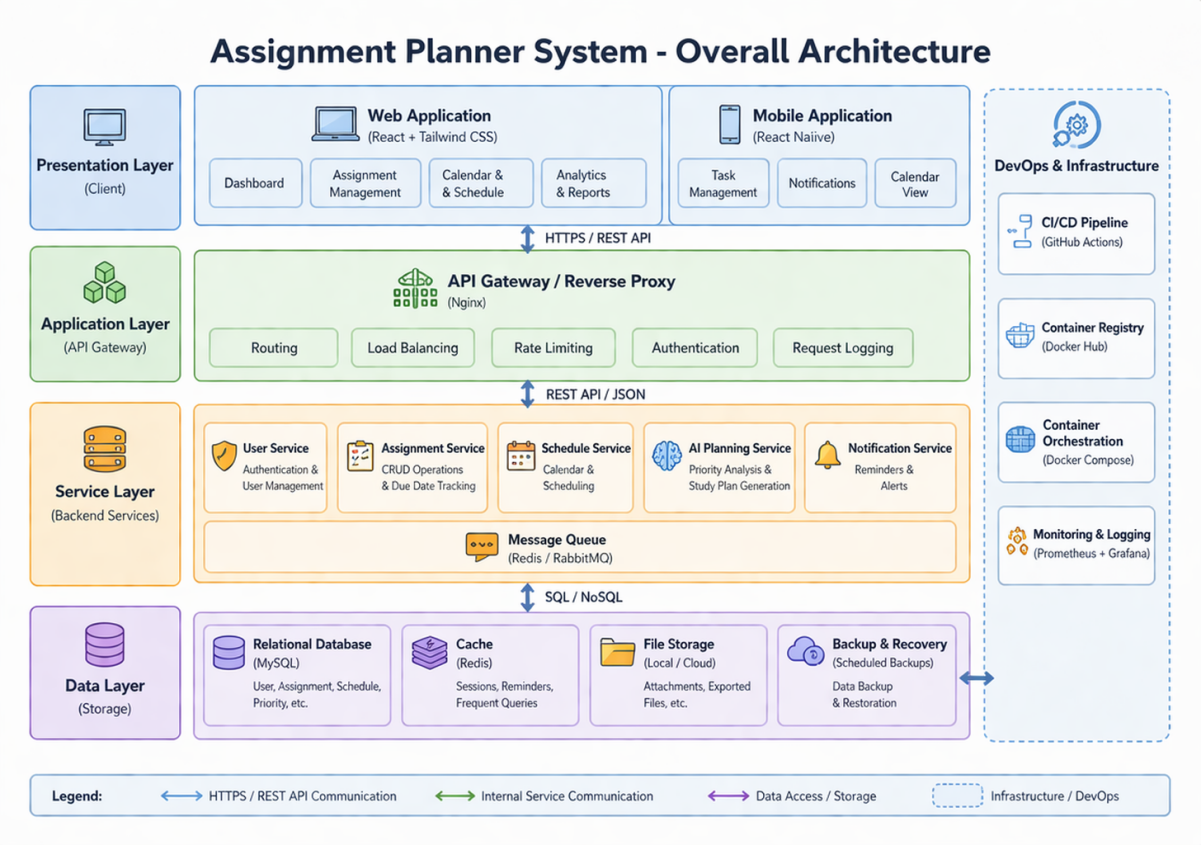 Assignment Planner System - Overall Architecture
Presentation Layer
(Client)
Web Application
(React + Tailwind CSS)
Dashboard
Assignment
Management
Calendar &
& Schedule
Analytics
& Reports
Mobile Application
(React Naiive)
Task
Management
Notifications
Calendar
View
HTTPS / REST API
Application Layer
(API Gateway)
API Gateway / Reverse Proxy
(Nginx)
Routing
Load Balancing
Rate Limiting
Authentication
Request Logging
REST API / JSON
Service Layer
(Backend Services)
User Service
Authentication &
User Management
Assignment Service
CRUD Operations
& Due Date Tracking
Schedule Service
Calendar &
Scheduling
AI Planning Service
Priority Analysis &
Study Plan Generation
Notification Service
Reminders &
Alerts
Message Queue
(Redis / RabbitMQ)
SQL / NoSQL
Data Layer
(Storage)
Relational Database
(MySQL)
User, Assignment, Schedule,
Priority, etc.
Cache
(Redis)
Sessions, Reminders,
Frequent Queries
File Storage
(Local / Cloud)
Attachments, Exported
Files, etc.
Backup & Recovery
(Scheduled Backups)
Data Backup
& Restoration
DevOps & Infrastructure
CI/CD Pipeline
(GitHub Actions)
Container Registry
(Docker Hub)
Container
Orchestration
(Docker Compose)
Monitoring & Logging
(Prometheus + Grafana)
Legend:
HTTPS / REST API Communication
Internal Service Communication
Data Access / Storage
Infrastructure / DevOps